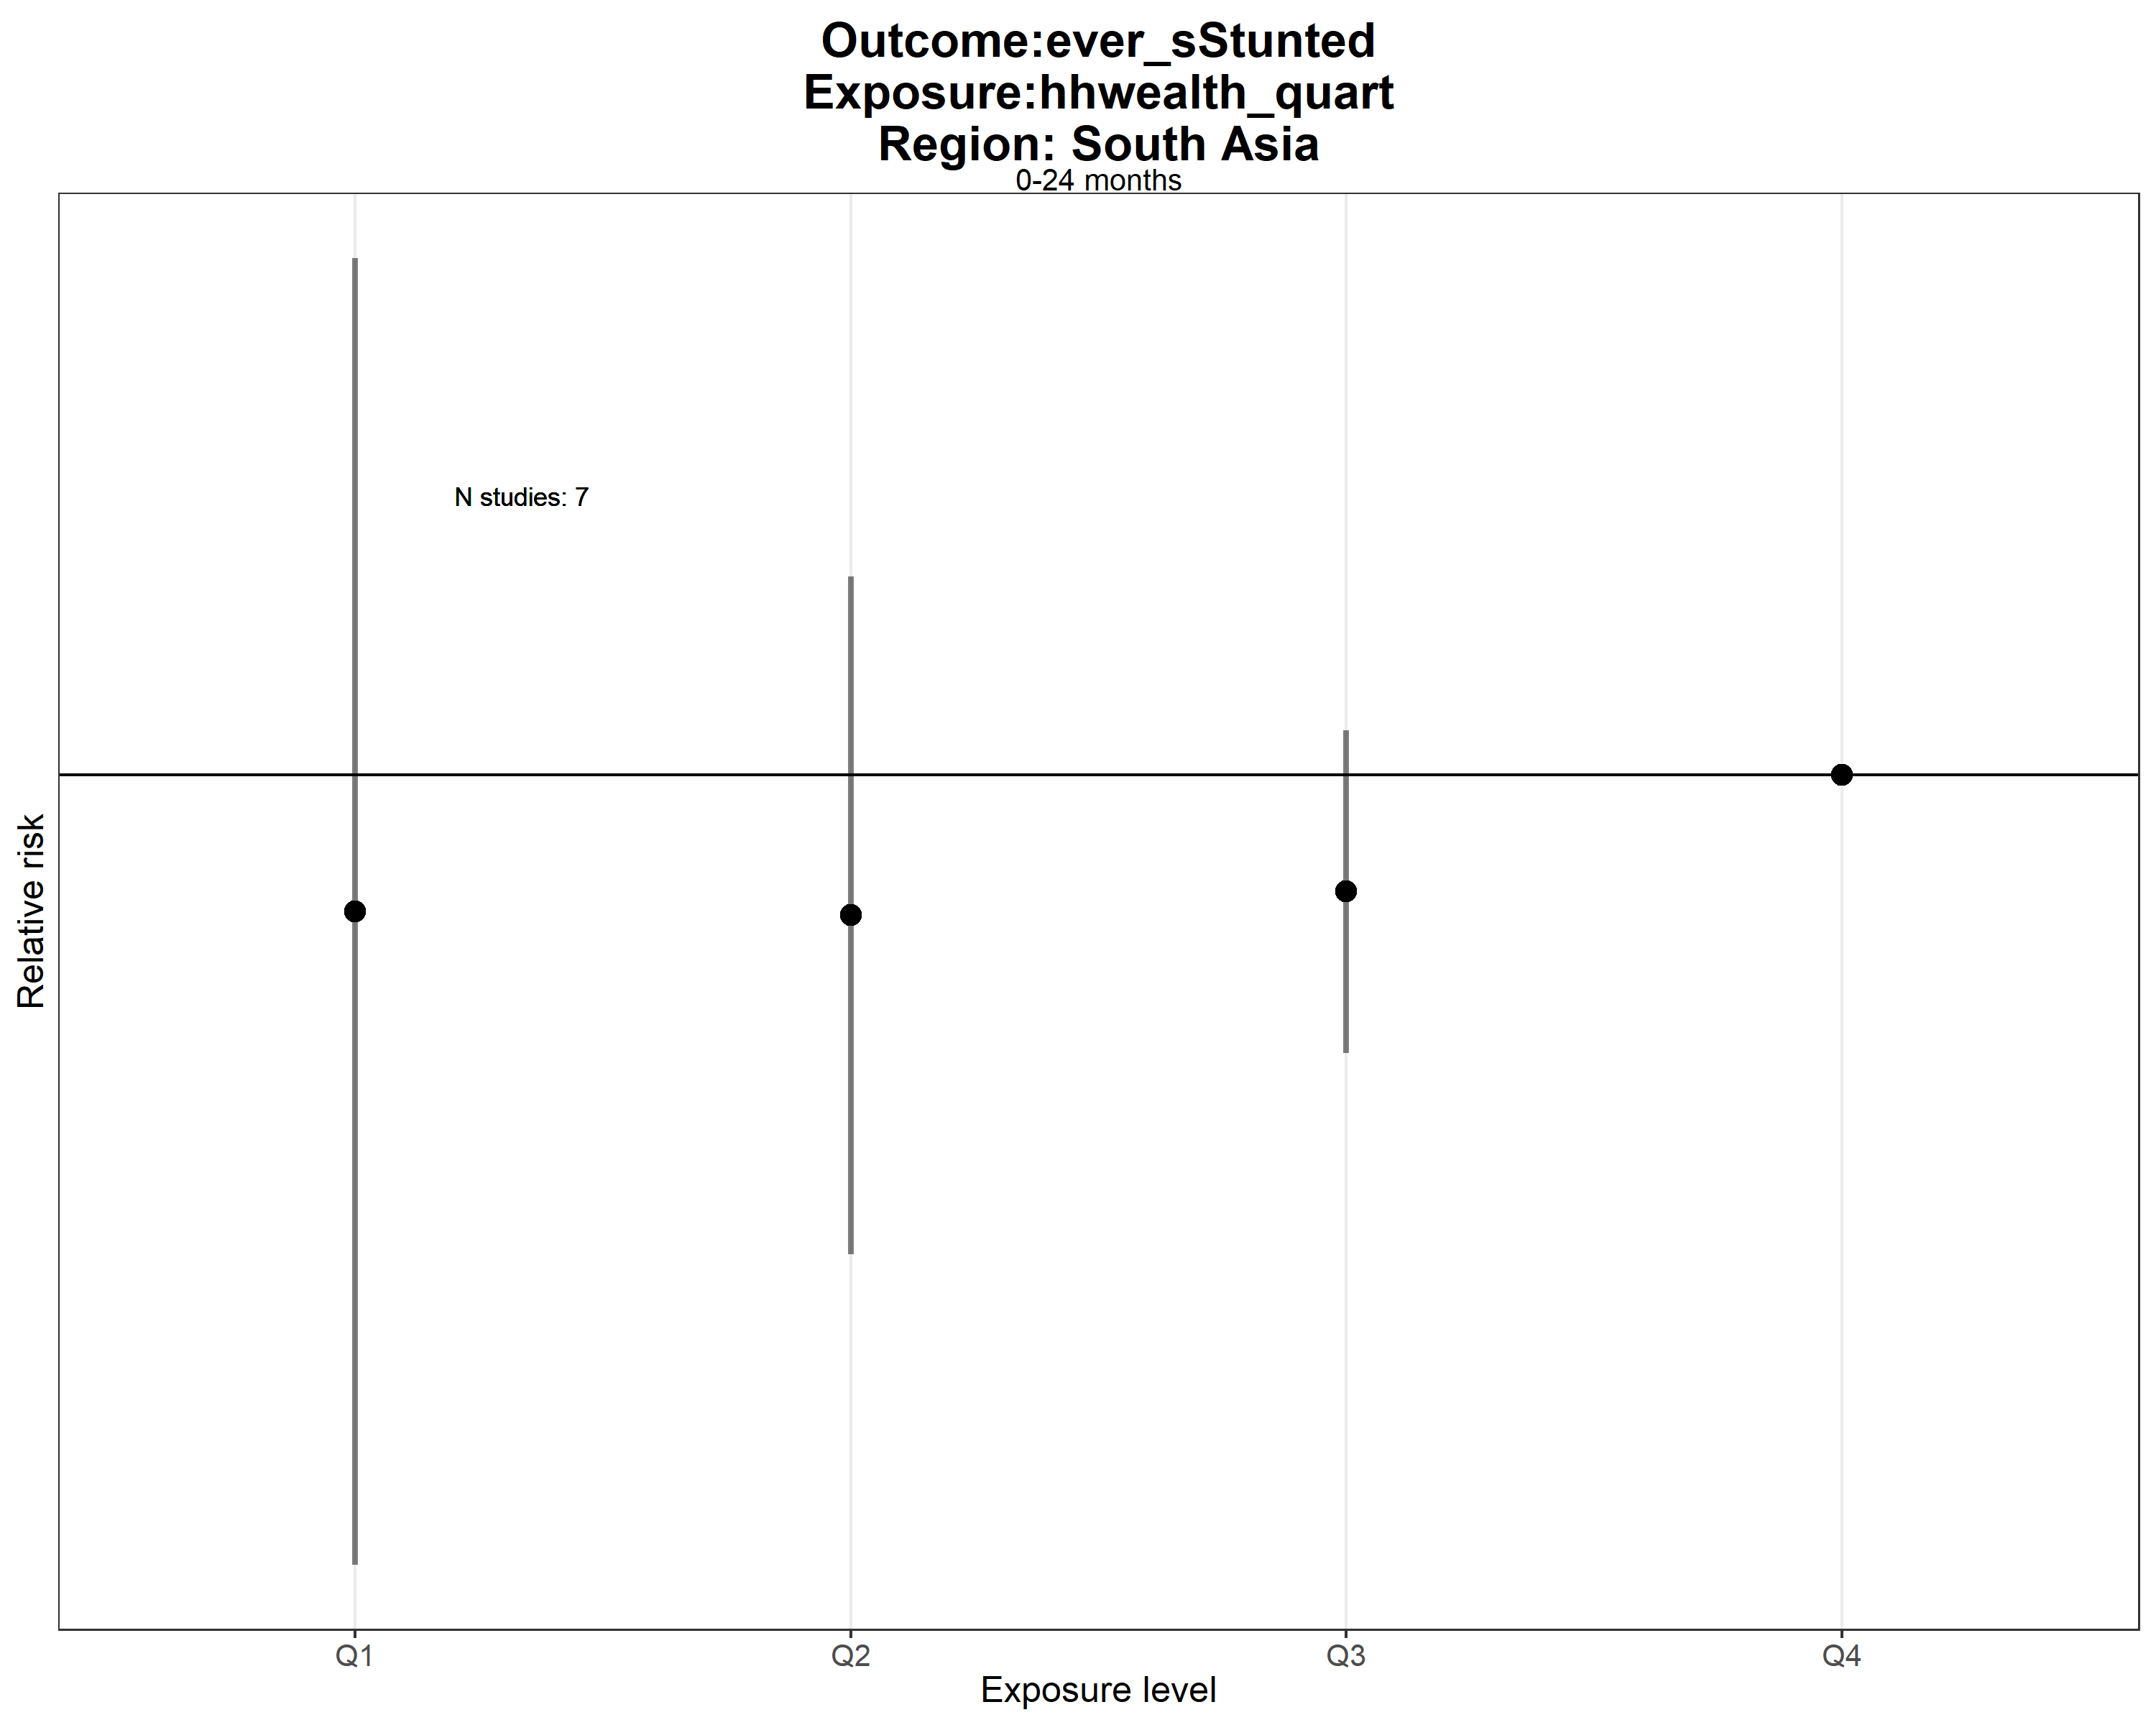 Outcome:ever_sStunted
Exposure:hhwealth_quart
Region: South Asia
0-24 months
N studies: 7
Relative risk
Q1 Q2 Q3 Q4
Exposure level